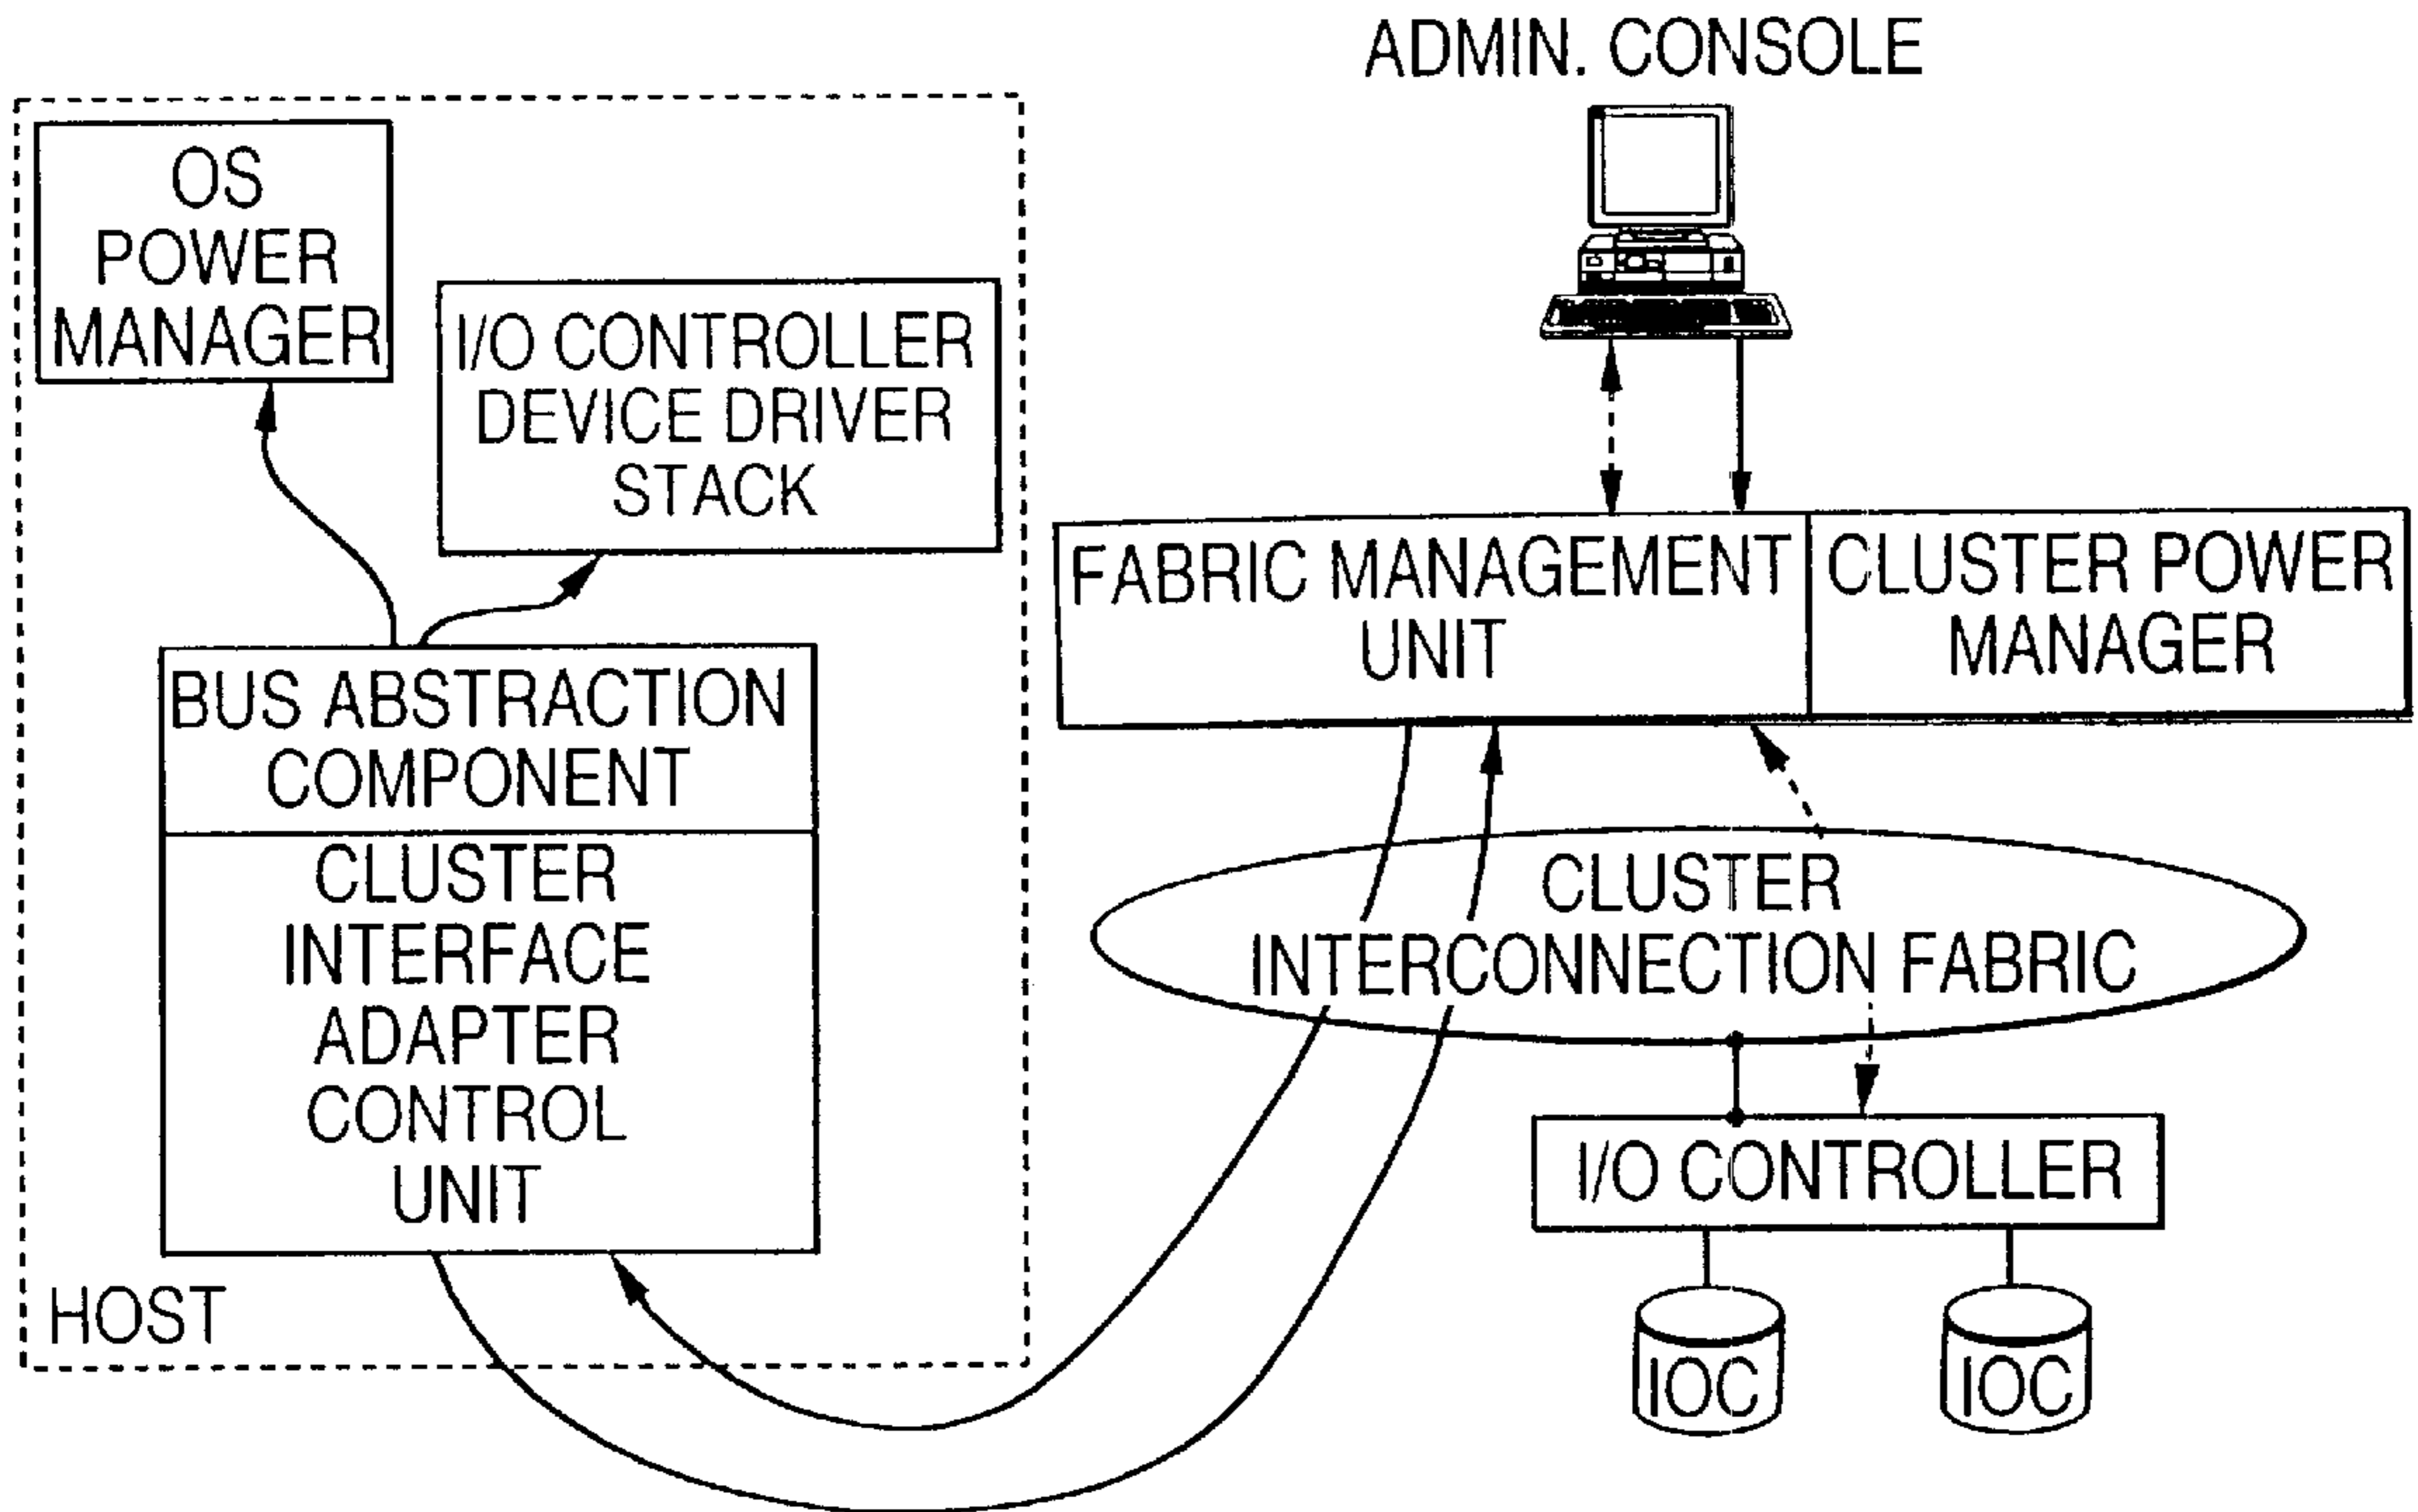 ADMIN. CONSOLE
OS
POWER
MANAGER
I/O CONTROLLER
DEVICE DRIVER
STACK
BUS ABSTRACTION
COMPONENT
CLUSTER
INTERFACE
ADAPTER
CONTROL
UNIT
HOST
FABRIC MANAGEMENT
UNIT
CLUSTER POWER
MANAGER
CLUSTER
INTERCONNECTION FABRIC
I/O CONTROLLER
IOC
IOC